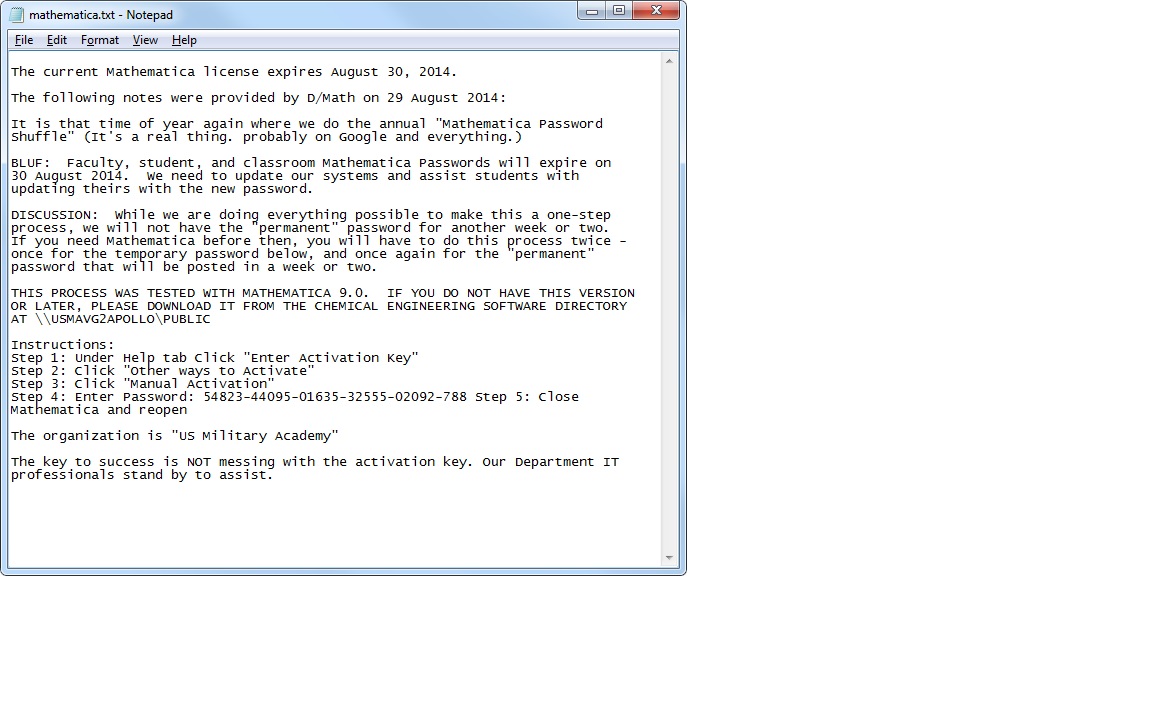 mathematica.txt - Notepad
File Edit Format View Help
The current Mathematica license expires August 30, 2014.
The following notes were provided by D/Math on 29 August 2014:
It is that time of year again where we do the annual "Mathematica Password
Shuffle" (It's a real thing. probably on Google and everything.)
BLUF:  Faculty, student, and classroom Mathematica Passwords will expire on
30 August 2014.  We need to update our systems and assist students with
updating theirs with the new password.
DISCUSSION:  While we are doing everything possible to make this a one-step
process, we will not have the "permanent" password for another week or two.
If you need Mathematica before then, you will have to do this process twice -
once for the temporary password below, and once again for the "permanent"
password that will be posted in a week or two.
THIS PROCESS WAS TESTED WITH MATHEMATICA 9.0.  IF YOU DO NOT HAVE THIS VERSION
OR LATER, PLEASE DOWNLOAD IT FROM THE CHEMICAL ENGINEERING SOFTWARE DIRECTORY
AT \\USMAVG2APOLLO\PUBLIC
Instructions:
Step 1: Under Help tab Click "Enter Activation Key"
Step 2: Click "Other ways to Activate"
Step 3: Click "Manual Activation"
Step 4: Enter Password: 54823-44095-01635-32555-02092-788 Step 5: Close
Mathematica and reopen
The organization is "US Military Academy"
The key to success is NOT messing with the activation key. Our Department IT
professionals stand by to assist.